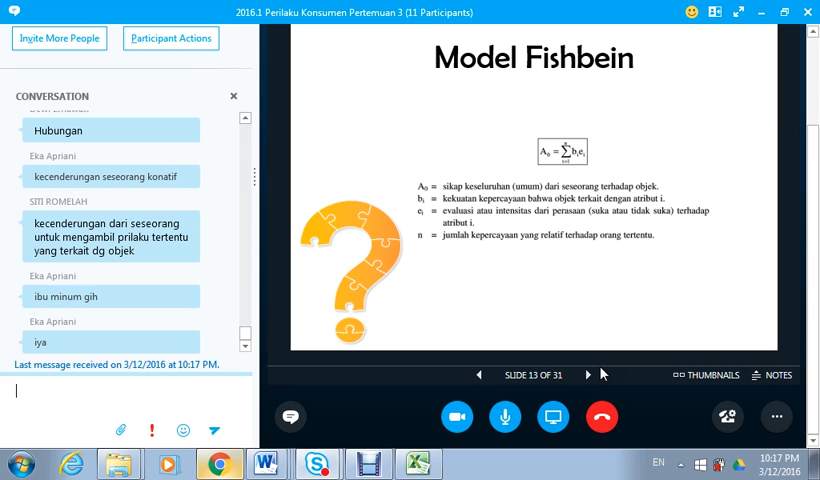 2016.1 Perilaku Konsumen Pertemuan 3 (11 Participants)
Invite More People
Participant Actions
CONVERSATION
Hubungan
Eka Apriani
kecenderungan seseorang konatif
SITI ROMELAH
kecenderungan dari seseorang
untuk mengambil prilaku tertentu
yang terkait dg objek
Eka Apriani
ibu minum gih
Eka Apriani
iya
Last message received on 3/12/2016 at 10:17 PM.
Model Fishbein
A₀ = ∑ bᵢeᵢ
n
i=1
A₀ = sikap keseluruhan (umum) dari seseorang terhadap objek.
bᵢ = kekuatan kepercayaan bahwa objek terkait dengan atribut i.
eᵢ = evaluasi atau intensitas dari perasaan (suka atau tidak suka) terhadap
atribut i.
n = jumlah kepercayaan yang relatif terhadap orang tertentu.
SLIDE 13 OF 31
THUMBNAILS
NOTES
EN
10:17 PM
3/12/2016